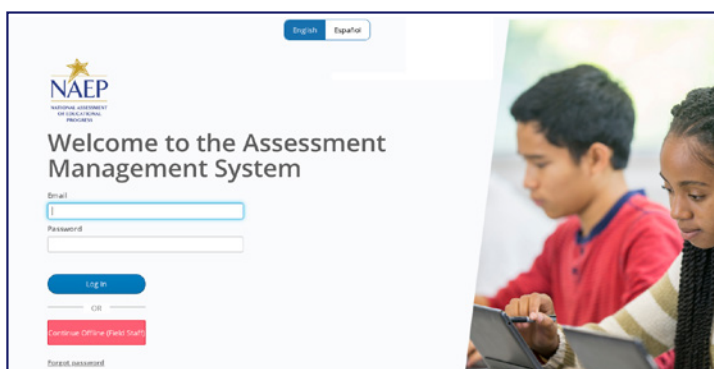 English Español
NAEP
NATIONAL ASSESSMENT
OF EDUCATIONAL
PROGRESS
Welcome to the Assessment
Management System
Email
Password
Log In
OR
Continue Offline (Field Staff)
Forgot password